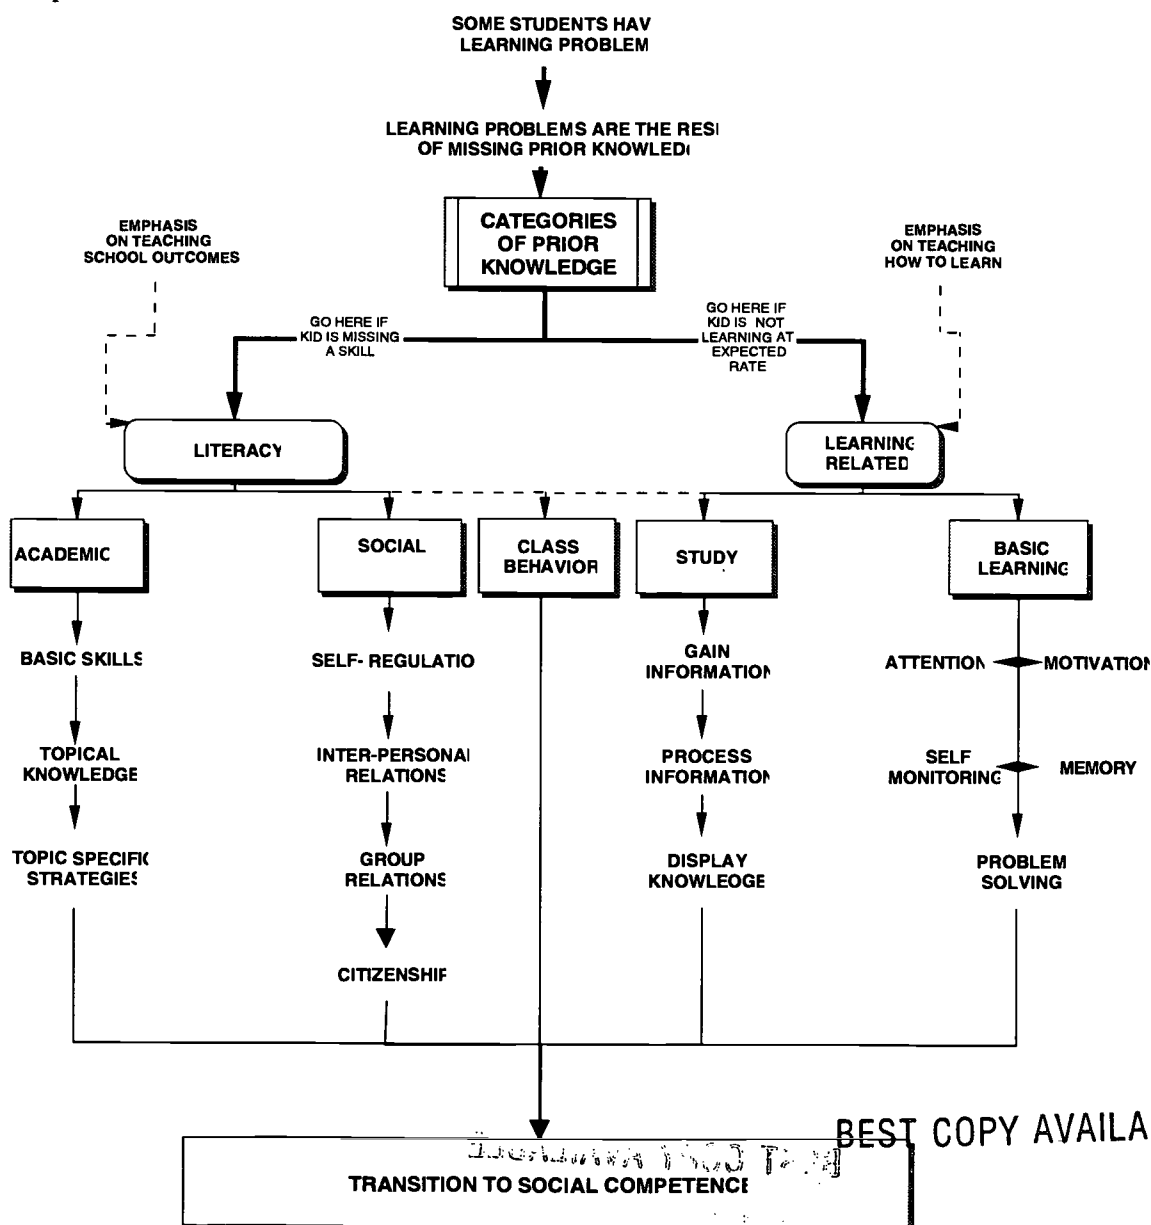 SOME STUDENTS HAV
LEARNING PROBLEM
LEARNING PROBLEMS ARE THE RES
OF MISSING PRIOR KNOWLED
CATEGORIES
OF PRIOR
KNOWLEDGE
EMPHASIS
ON TEACHING
SCHOOL OUTCOMES
EMPHASIS
ON TEACHING
HOW TO LEARN
GO HERE IF
KID IS MISSING
A SKILL
GO HERE IF
KID IS NOT
LEARNING AT
EXPECTED
RATE
LITERACY
LEARNING
RELATED
ACADEMIC
SOCIAL
CLASS
BEHAVIOR
STUDY
BASIC
LEARNING
BASIC SKILLS
SELF- REGULATIO
GAIN
INFORMATION
ATTENTION
MOTIVATION
TOPICAL
KNOWLEDGE
INTER-PERSONAL
RELATIONS
PROCESS
INFORMATION
SELF
MONITORING
MEMORY
TOPIC SPECIFIC
STRATEGIES
GROUP
RELATIONS
DISPLAY
KNOWLEOGE
PROBLEM
SOLVING
CITIZENSHIP
BEST COPY AVAILA
TRANSITION TO SOCIAL COMPETENCE